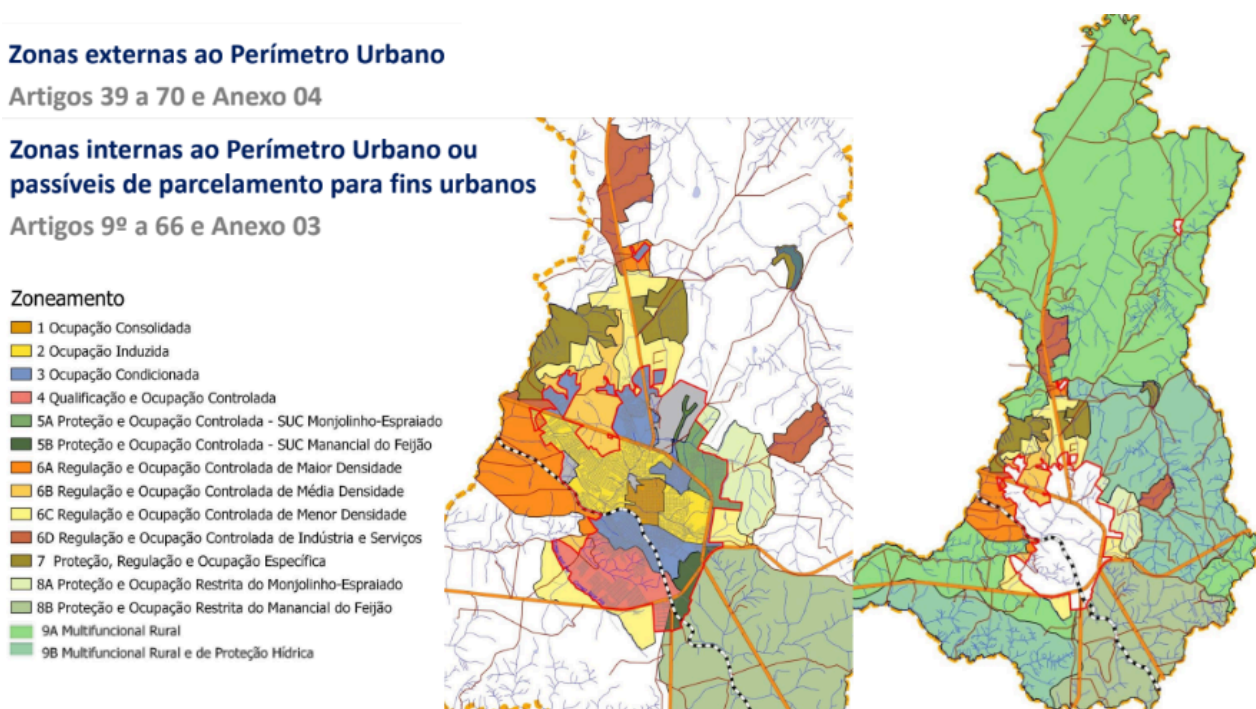 Zonas externas ao Perímetro Urbano
Artigos 39 a 70 e Anexo 04
Zonas internas ao Perímetro Urbano ou
passíveis de parcelamento para fins urbanos
Artigos 9º a 66 e Anexo 03
Zoneamento
1 Ocupação Consolidada
2 Ocupação Induzida
3 Ocupação Condicionada
4 Qualificação e Ocupação Controlada
5A Proteção e Ocupação Controlada - SUC Monjolinho-Espraiado
5B Proteção e Ocupação Controlada - SUC Manancial do Feijão
6A Regulação e Ocupação Controlada de Maior Densidade
6B Regulação e Ocupação Controlada de Média Densidade
6C Regulação e Ocupação Controlada de Menor Densidade
6D Regulação e Ocupação Controlada de Indústria e Serviços
7 Proteção, Regulação e Ocupação Específica
8A Proteção e Ocupação Restrita do Monjolinho-Espraiado
8B Proteção e Ocupação Restrita do Manancial do Feijão
9A Multifuncional Rural
9B Multifuncional Rural e de Proteção Hídrica